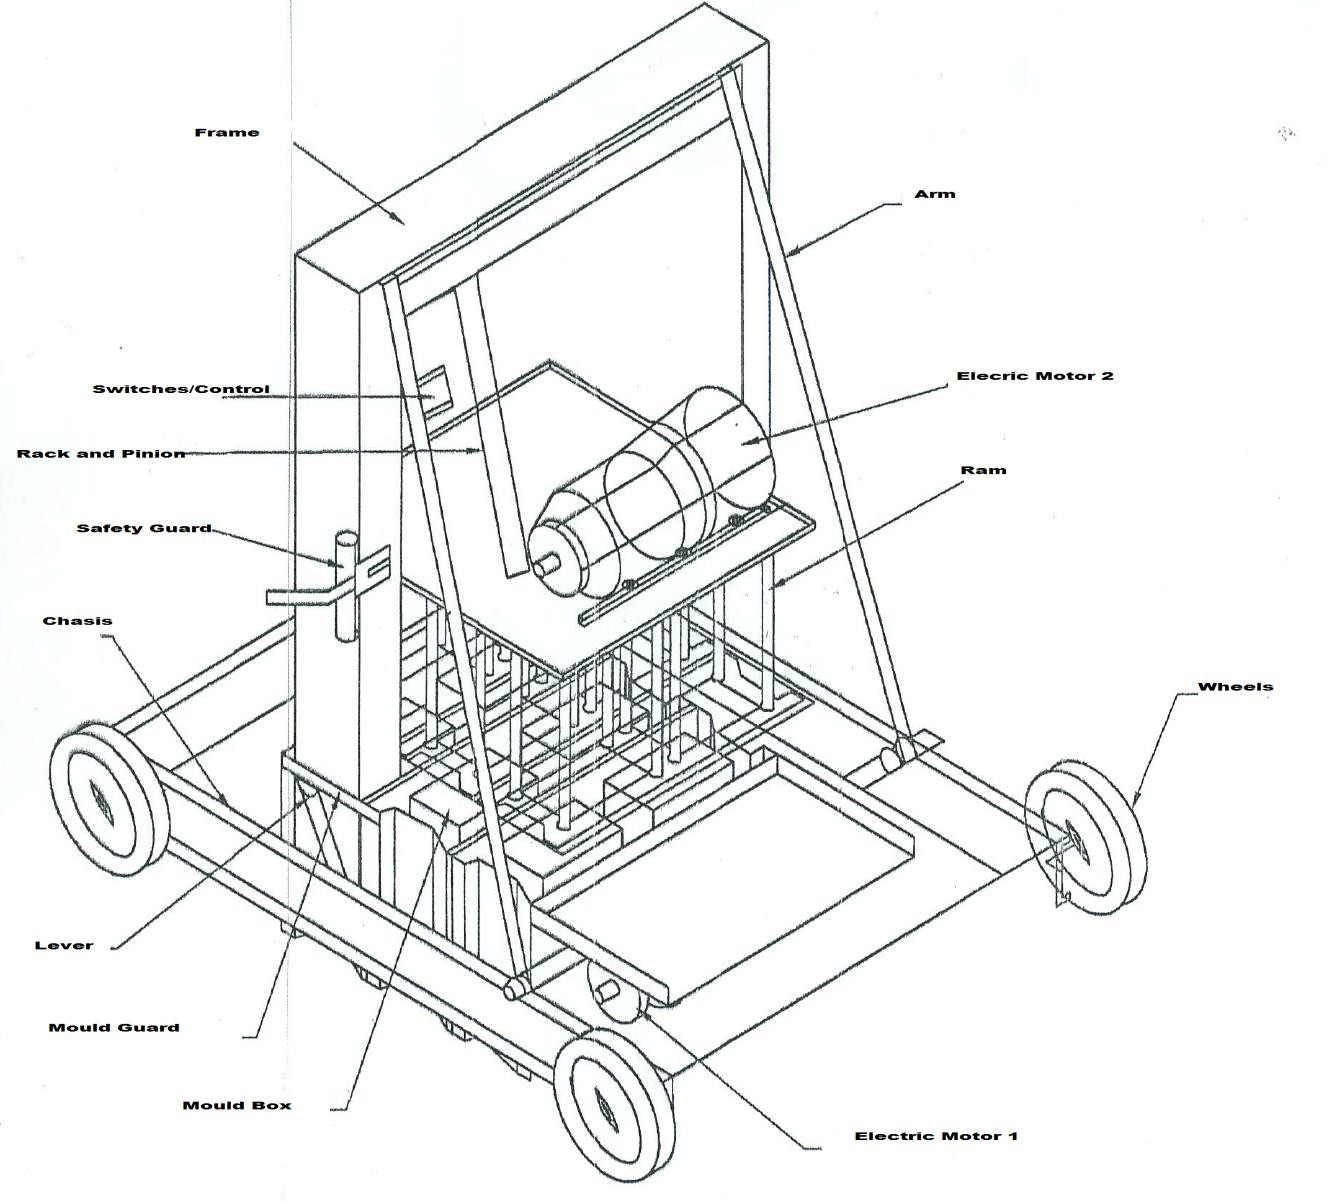 Frame
Arm
Elecric Motor 2
Switches/Control
Rack and Pinion
Ram
Safety Guard
Chasis
Wheels
Lever
Mould Guard
Mould Box
Electric Motor 1